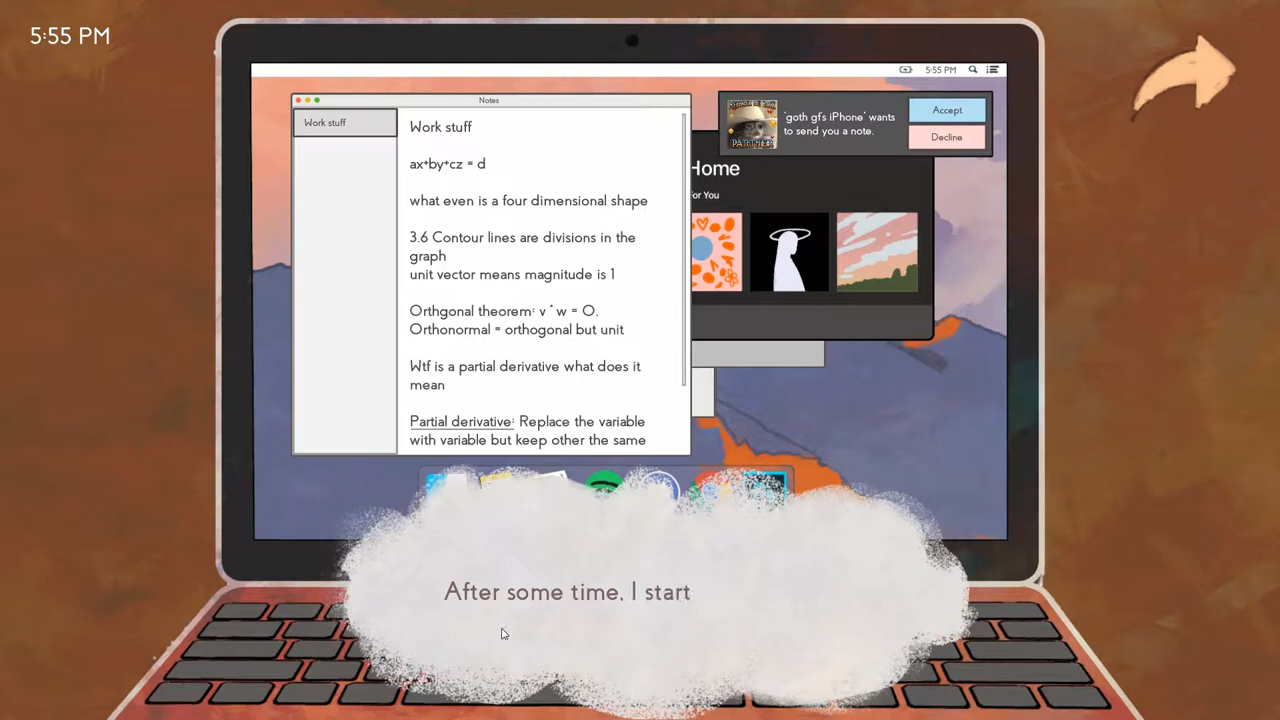 5:55 PM
5:55 PM
Notes
Work stuff
Work stuff
ax+by+cz = d
what even is a four dimensional shape
3.6 Contour lines are divisions in the
graph
unit vector means magnitude is 1
Orthgonal theorem: v * w = 0.
Orthonormal = orthogonal but unit
Wtf is a partial derivative what does it
mean
Partial derivative: Replace the variable
with variable but keep other the same
'goth gfs iPhone' wants
to send you a note.
Accept
Decline
PARDNER
Home
For You
After some time, I start